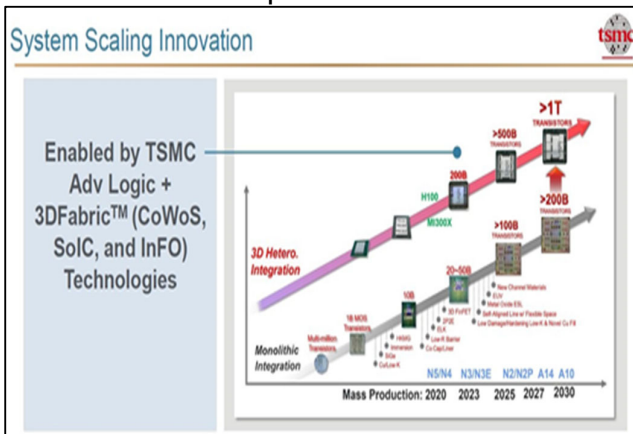 System Scaling Innovation
tsmc
Enabled by TSMC
Adv Logic +
3DFabric™ (CoWoS,
SoIC, and InFO)
Technologies
>1T
TRANSISTORS
>500B
TRANSISTORS
200B
H100
MI300X
>200B
TRANSISTORS
>100B
TRANSISTORS
3D Hetero.
Integration
20~50B
10B
1B MOS
Transistors
Multi-million
Transistors
Monolithic
Integration
New Channel Materials
EUV
Metal Oxide ESL
Self-Aligned Line w/ Flexible Space
Low Damage/Hardening Low-K & Novel Cu Fill
3D FinFET
2P2E
ELK
Low-R Barrier
Co Cap/Liner
HKMG
Immersion
SiGe
Cu/Low-K
N5/N4 N3/N3E N2/N2P A14 A10
Mass Production: 2020 2023 2025 2027 2030